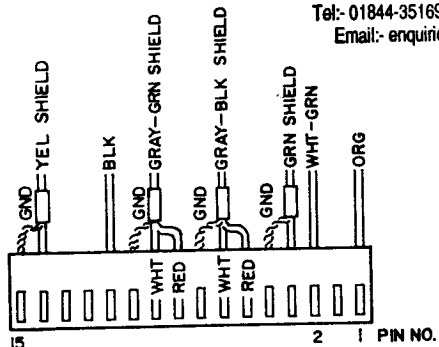 Tel:- 01844-35169
Email:- enquirie
GND
YEL SHIELD
BLK
GND
GRAY-GRN SHIELD
GND
GRAY-BLK SHIELD
GND
GRN SHIELD
WHT-GRN
ORG
WHT
RED
WHT
RED
15
2
1 PIN NO.